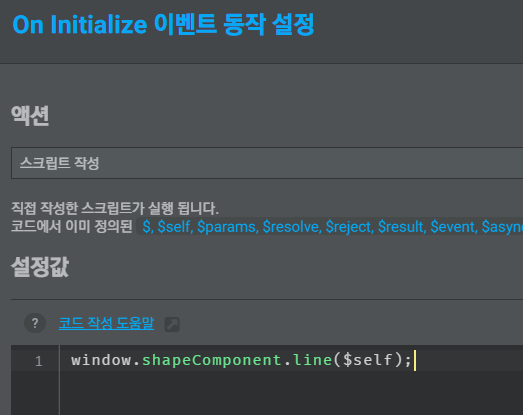 On Initialize 이벤트 동작 설정
액션
스크립트 작성
직접 작성한 스크립트가 실행 됩니다.
코드에서 이미 정의된 $, $self, $params, $resolve, $reject, $result, $event, $async
설정값
? 코드 작성 도움말
1 window.shapeComponent.line($self);